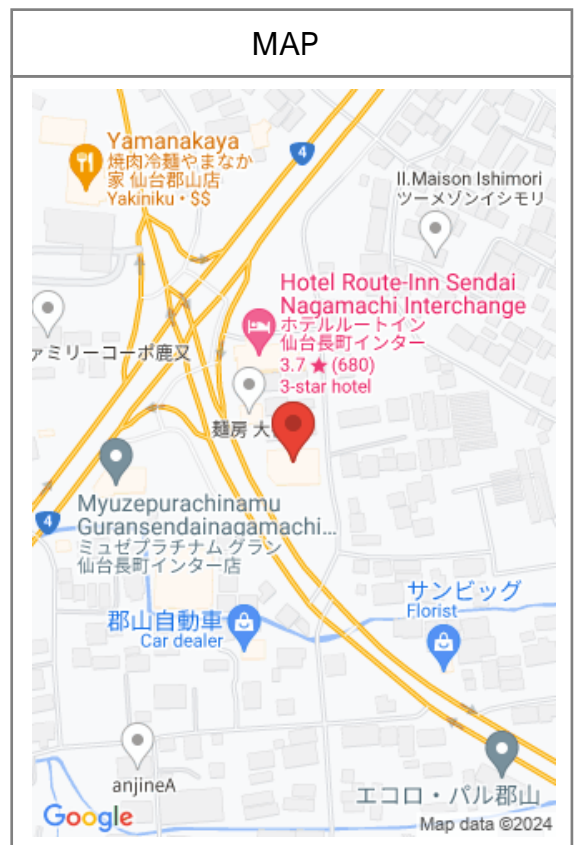 MAP
Yamanakaya
焼肉冷麺やまなか
家 仙台郡山店
Yakiniku・$$
4
II.Maison Ishimori
ツーメゾンイシモリ
Hotel Route-Inn Sendai
Nagamachi Interchange
ホテルルートイン
仙台長町インター
3.7 ★ (680)
3-star hotel
ァミリーコーポ鹿又
麺房 大
Myuzepurachinamu
Guransendainagamachi...
ミュゼプラチナム グラン
仙台長町インター店
4
サンビッグ
Florist
郡山自動車
Car dealer
anjineA
エコロ・パル郡山
Google
Map data ©2024